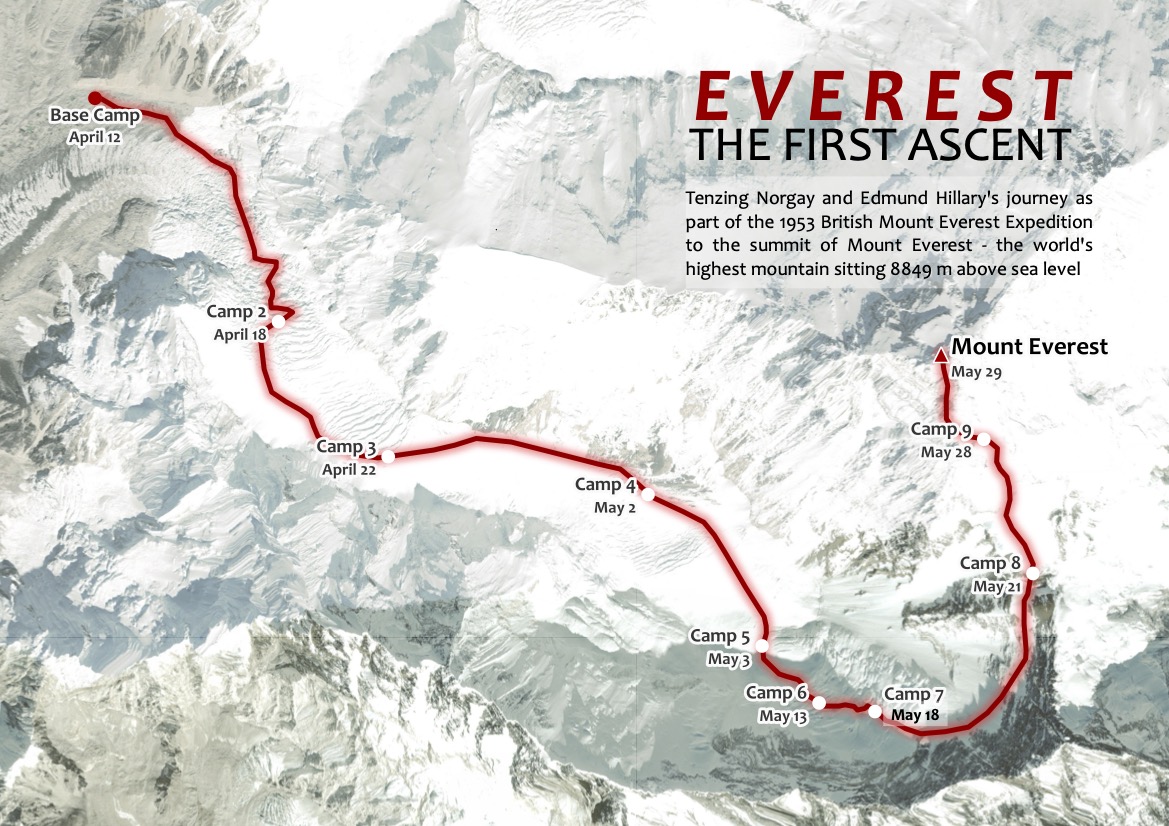 EVEREST
THE FIRST ASCENT
Tenzing Norgay and Edmund Hillary's journey as
part of the 1953 British Mount Everest Expedition
to the summit of Mount Everest - the world's
highest mountain sitting 8849 m above sea level
Base Camp
April 12
Camp 2
April 18
Camp 3
April 22
Camp 4
May 2
Camp 5
May 3
Camp 6
May 13
Camp 7
May 18
Camp 8
May 21
Camp 9
May 28
Mount Everest
May 29